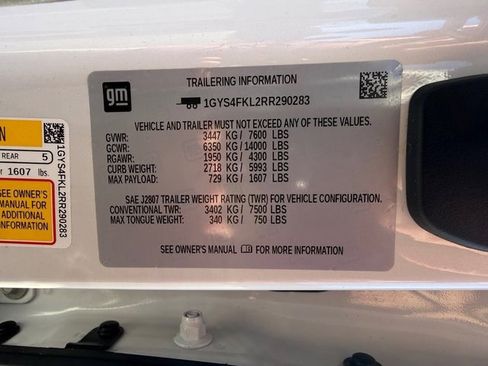 gm
TRAILERING INFORMATION
1GYS4FKL2RR290283
VEHICLE AND TRAILER MUST NOT EXCEED ANY OF THESE VALUES.
GVWR: 3447 KG / 7600 LBS
GCWR: 6350 KG / 14000 LBS
RGAWR: 1950 KG / 4300 LBS
CURB WEIGHT: 2718 KG / 5993 LBS
MAX PAYLOAD: 729 KG / 1607 LBS
SAE J2807 TRAILER WEIGHT RATING (TWR) FOR VEHICLE CONFIGURATION.
CONVENTIONAL TWR: 3402 KG / 7500 LBS
MAX TONGUE WEIGHT: 340 KG / 750 LBS
SEE OWNER'S MANUAL FOR MORE INFORMATION
N
REAR 5
r 1607 lbs.
SEE OWNER'S
MANUAL FOR
ADDITIONAL
INFORMATION
1GYS4FKL2RR290283